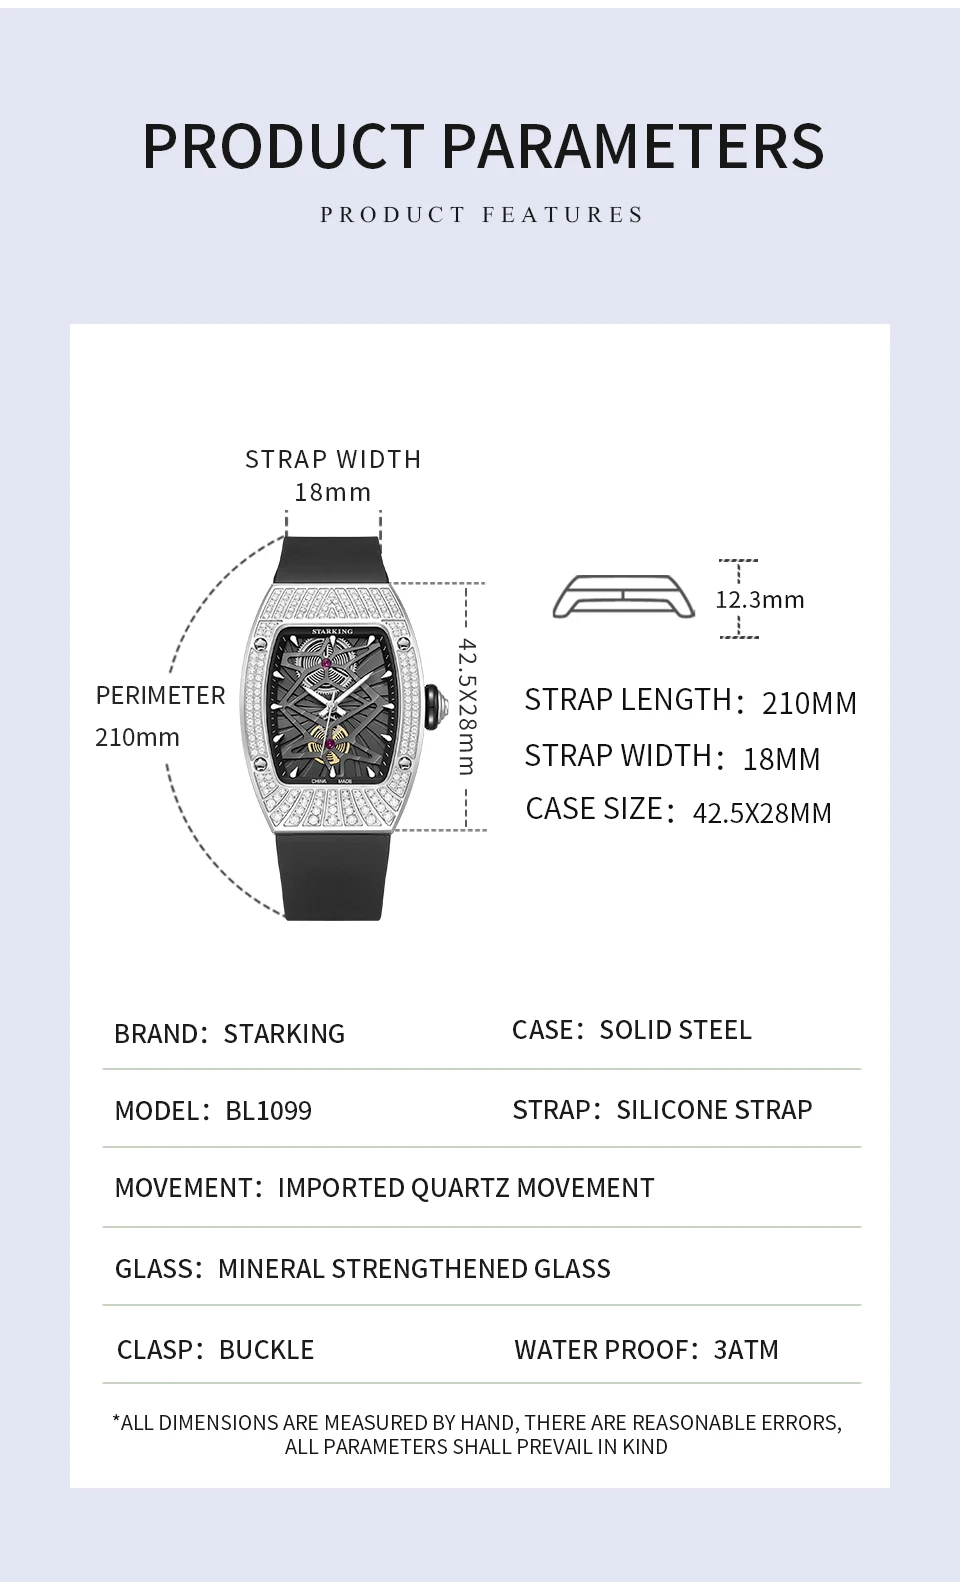 PRODUCT PARAMETERS
PRODUCT FEATURES
STRAP WIDTH
18mm
12.3mm
STARKING
42.5X28mm
PERIMETER
210mm
CHINA MADE
STRAP LENGTH: 210MM
STRAP WIDTH: 18MM
CASE SIZE: 42.5X28MM
BRAND: STARKING
CASE: SOLID STEEL
MODEL: BL1099
STRAP: SILICONE STRAP
MOVEMENT: IMPORTED QUARTZ MOVEMENT
GLASS: MINERAL STRENGTHENED GLASS
CLASP: BUCKLE
WATER PROOF: 3ATM
*ALL DIMENSIONS ARE MEASURED BY HAND, THERE ARE REASONABLE ERRORS,
ALL PARAMETERS SHALL PREVAIL IN KIND